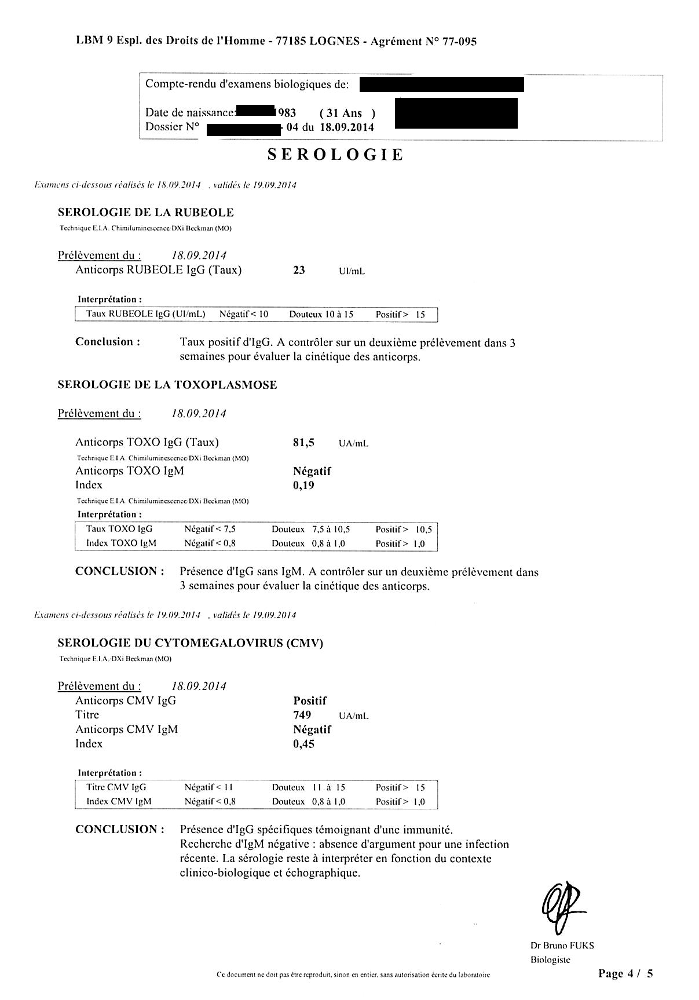 LBM 9 Espl. des Droits de l'Homme - 77185 LOGNES - Agrément N° 77-095
Compte-rendu d'examens biologiques de:
Date de naissance: 1983 ( 31 Ans )
Dossier N° - 04 du 18.09.2014
SEROLOGIE
Examens ci-dessous réalisés le 18.09.2014 , validés le 19.09.2014
SEROLOGIE DE LA RUBEOLE
Technique E.I.A. Chimiluminescence DXi Beckman (MO)
Prélèvement du : 18.09.2014
Anticorps RUBEOLE IgG (Taux) 23 UI/mL
Interprétation :
Taux RUBEOLE IgG (UI/mL) Négatif < 10 Douteux 10 à 15 Positif > 15
Conclusion : Taux positif d'IgG. A contrôler sur un deuxième prélèvement dans 3
semaines pour évaluer la cinétique des anticorps.
SEROLOGIE DE LA TOXOPLASMOSE
Prélèvement du : 18.09.2014
Anticorps TOXO IgG (Taux) 81,5 UA/mL
Technique E.I.A. Chimiluminescence DXi Beckman (MO)
Anticorps TOXO IgM Négatif
Index 0,19
Technique E.I.A. Chimiluminescence DXi Beckman (MO)
Interprétation :
Taux TOXO IgG Négatif < 7,5 Douteux 7,5 à 10,5 Positif > 10,5
Index TOXO IgM Négatif < 0,8 Douteux 0,8 à 1,0 Positif > 1,0
CONCLUSION : Présence d'IgG sans IgM. A contrôler sur un deuxième prélèvement dans
3 semaines pour évaluer la cinétique des anticorps.
Examens ci-dessous réalisés le 19.09.2014 , validés le 19.09.2014
SEROLOGIE DU CYTOMEGALOVIRUS (CMV)
Technique E.I.A. DXi Beckman (MO)
Prélèvement du : 18.09.2014
Anticorps CMV IgG Positif
Titre 749 UA/mL
Anticorps CMV IgM Négatif
Index 0,45
Interprétation :
Titre CMV IgG Négatif < 11 Douteux 11 à 15 Positif > 15
Index CMV IgM Négatif < 0,8 Douteux 0,8 à 1,0 Positif > 1,0
CONCLUSION : Présence d'IgG spécifiques témoignant d'une immunité.
Recherche d'IgM négative : absence d'argument pour une infection
récente. La sérologie reste à interpréter en fonction du contexte
clinico-biologique et échographique.
Dr Bruno FUKS
Biologiste
Ce document ne doit pas être reproduit, sinon en entier, sans autorisation écrite du laboratoire
Page 4 / 5